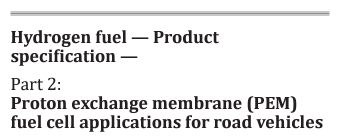 Hydrogen fuel — Product
specification —
Part 2:
Proton exchange membrane (PEM)
fuel cell applications for road vehicles